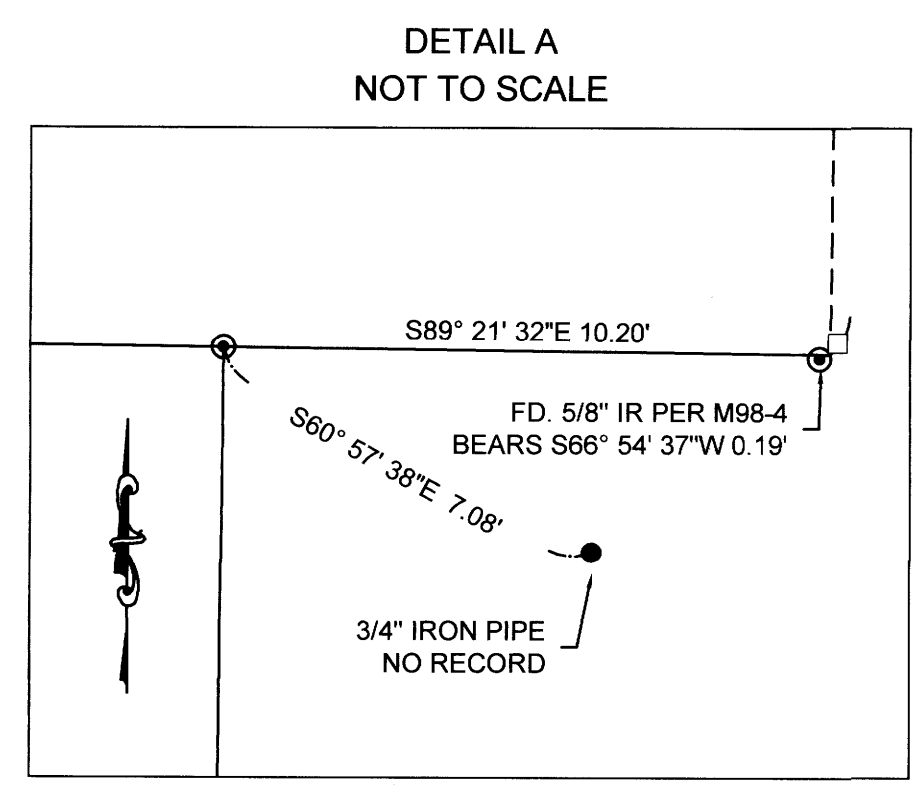 DETAIL A
NOT TO SCALE
S89° 21' 32"E 10.20'
FD. 5/8" IR PER M98-4
BEARS S66° 54' 37"W 0.19'
S60° 57' 38"E 7.08'
3/4" IRON PIPE
NO RECORD